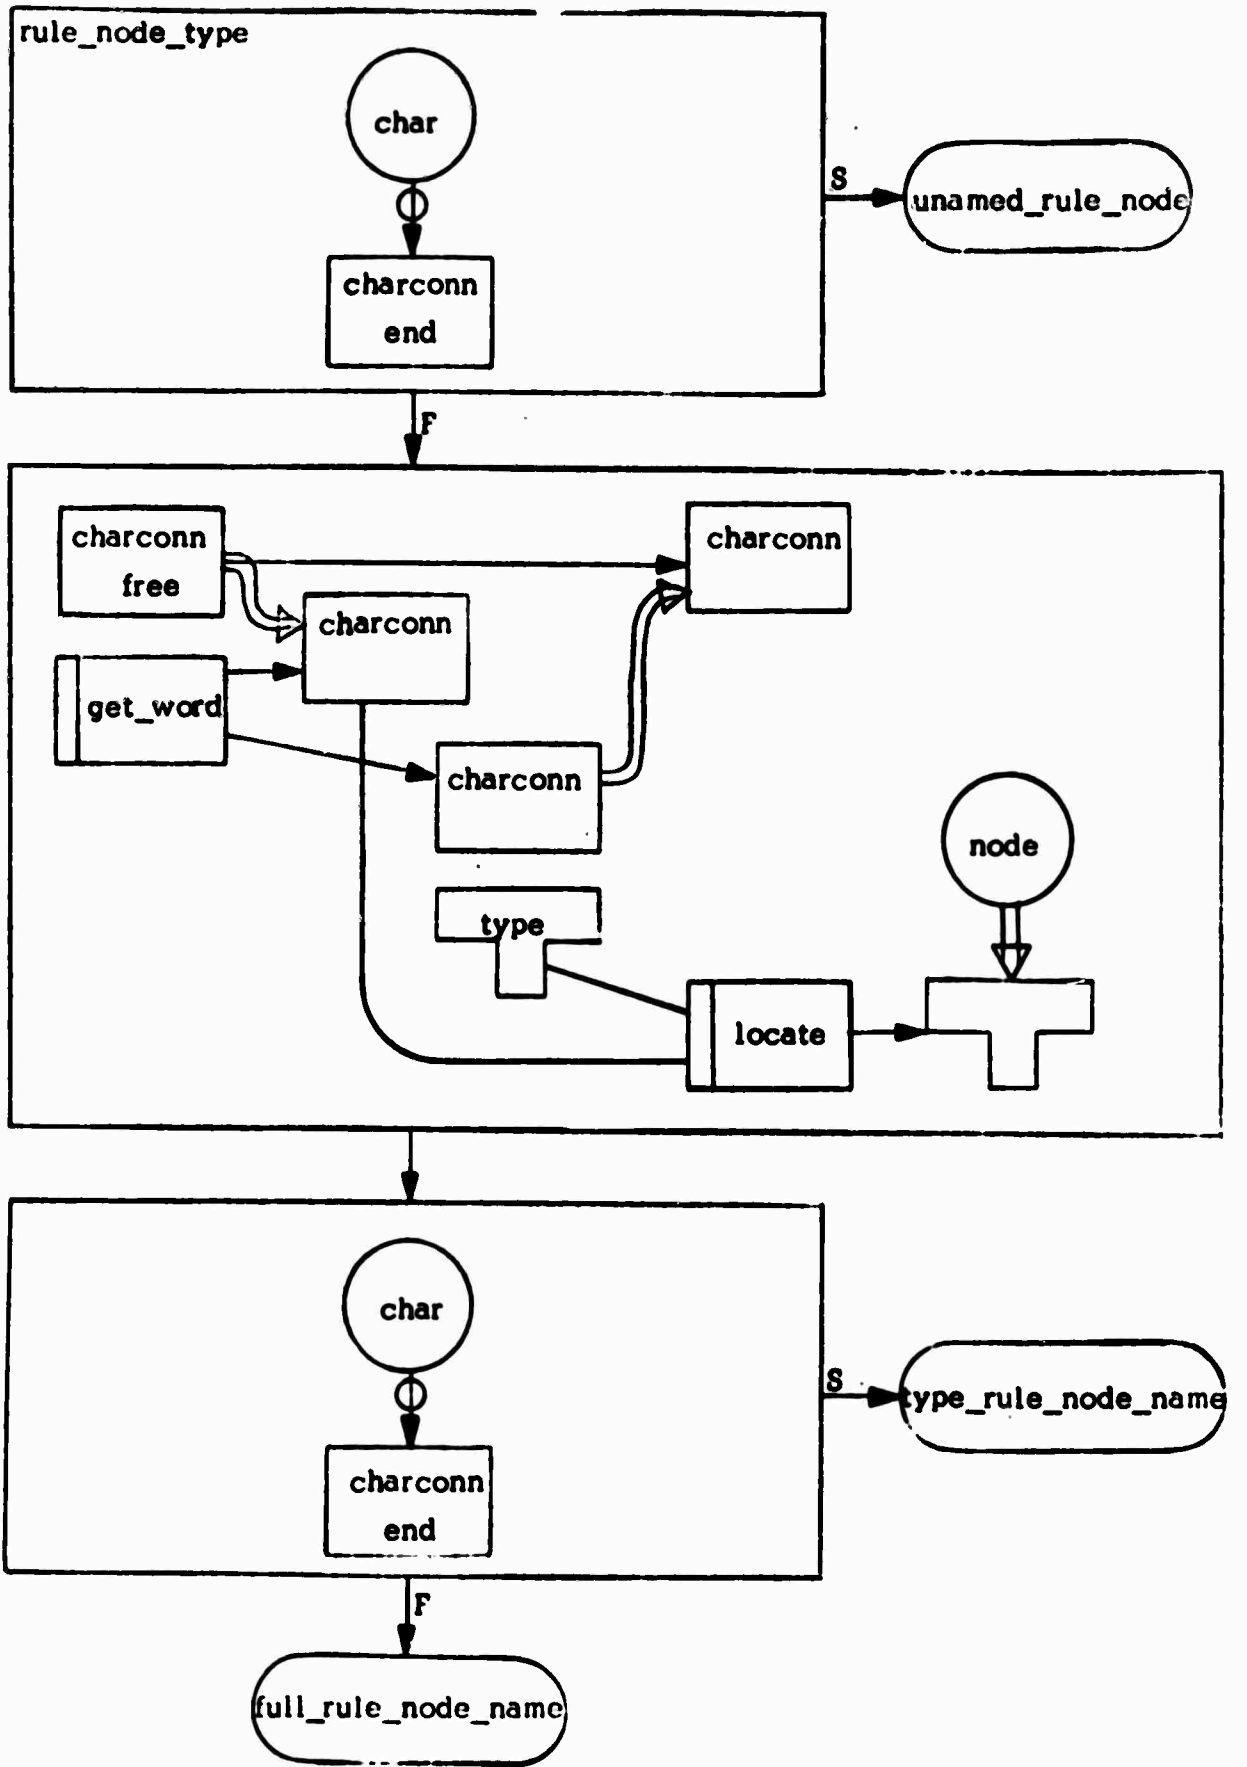 rule_node_type
char
S
unamed_rule_node
charconn
end
F
charconn
free
charconn
charconn
get_word
charconn
node
type
locate
char
S
type_rule_node_name
charconn
end
F
full_rule_node_name